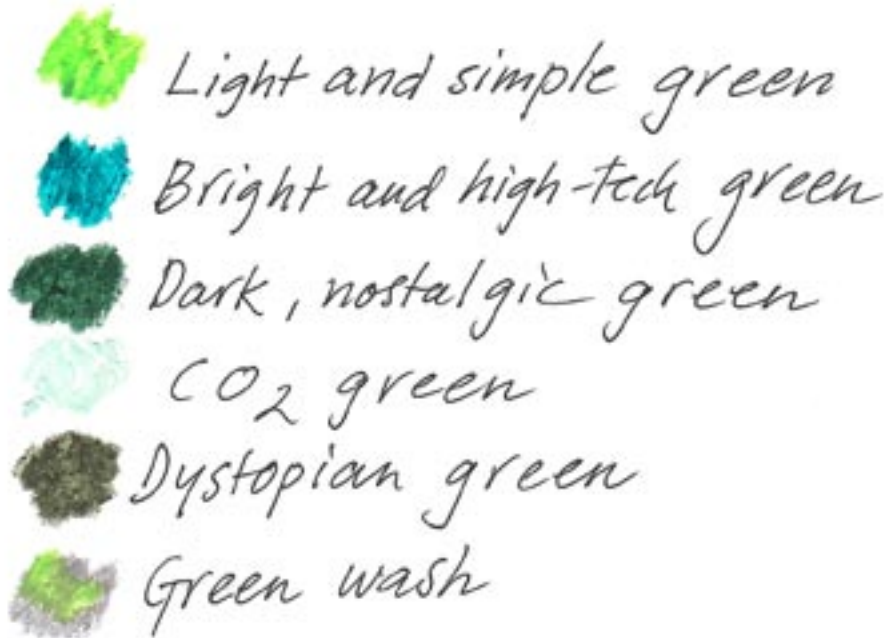 Light and simple green
Bright and high-tech green
Dark, nostalgic green
CO₂ green
Dystopian green
Green wash